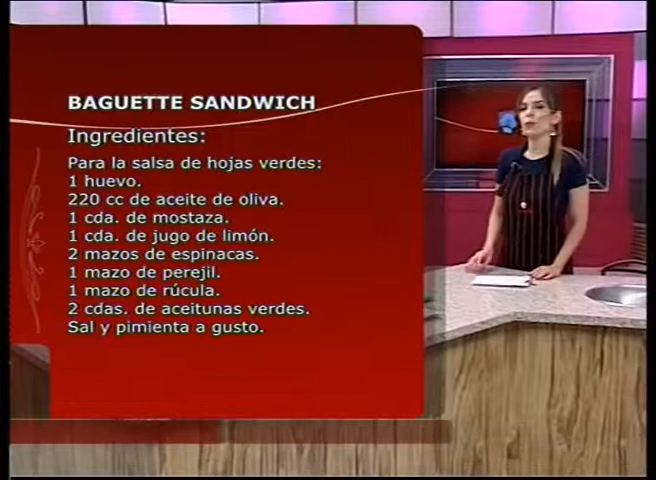 BAGUETTE SANDWICH
Ingredientes:
Para la salsa de hojas verdes:
1 huevo.
220 cc de aceite de oliva.
1 cda. de mostaza.
1 cda. de jugo de limón.
2 mazos de espinacas.
1 mazo de perejil.
1 mazo de rúcula.
2 cdas. de aceitunas verdes.
Sal y pimienta a gusto.